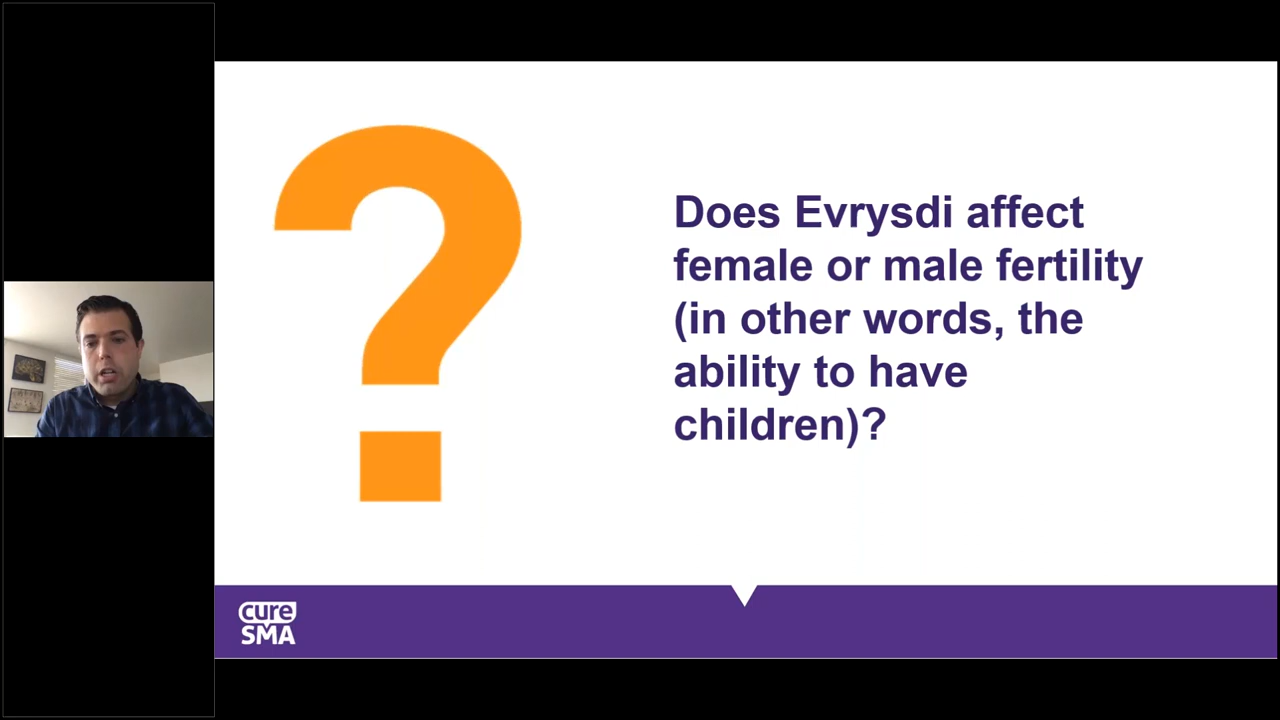 ?
Does Evrysdi affect
female or male fertility
(in other words, the
ability to have
children)?
cure
SMA